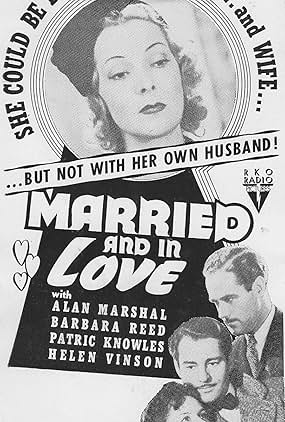 SHE COULD BE
... and WIFE...
...BUT NOT WITH HER OWN HUSBAND!
RKO
RADIO
MARRIED
AND IN
LOVE
with
ALAN MARSHAL
BARBARA REED
PATRIC KNOWLES
HELEN VINSON